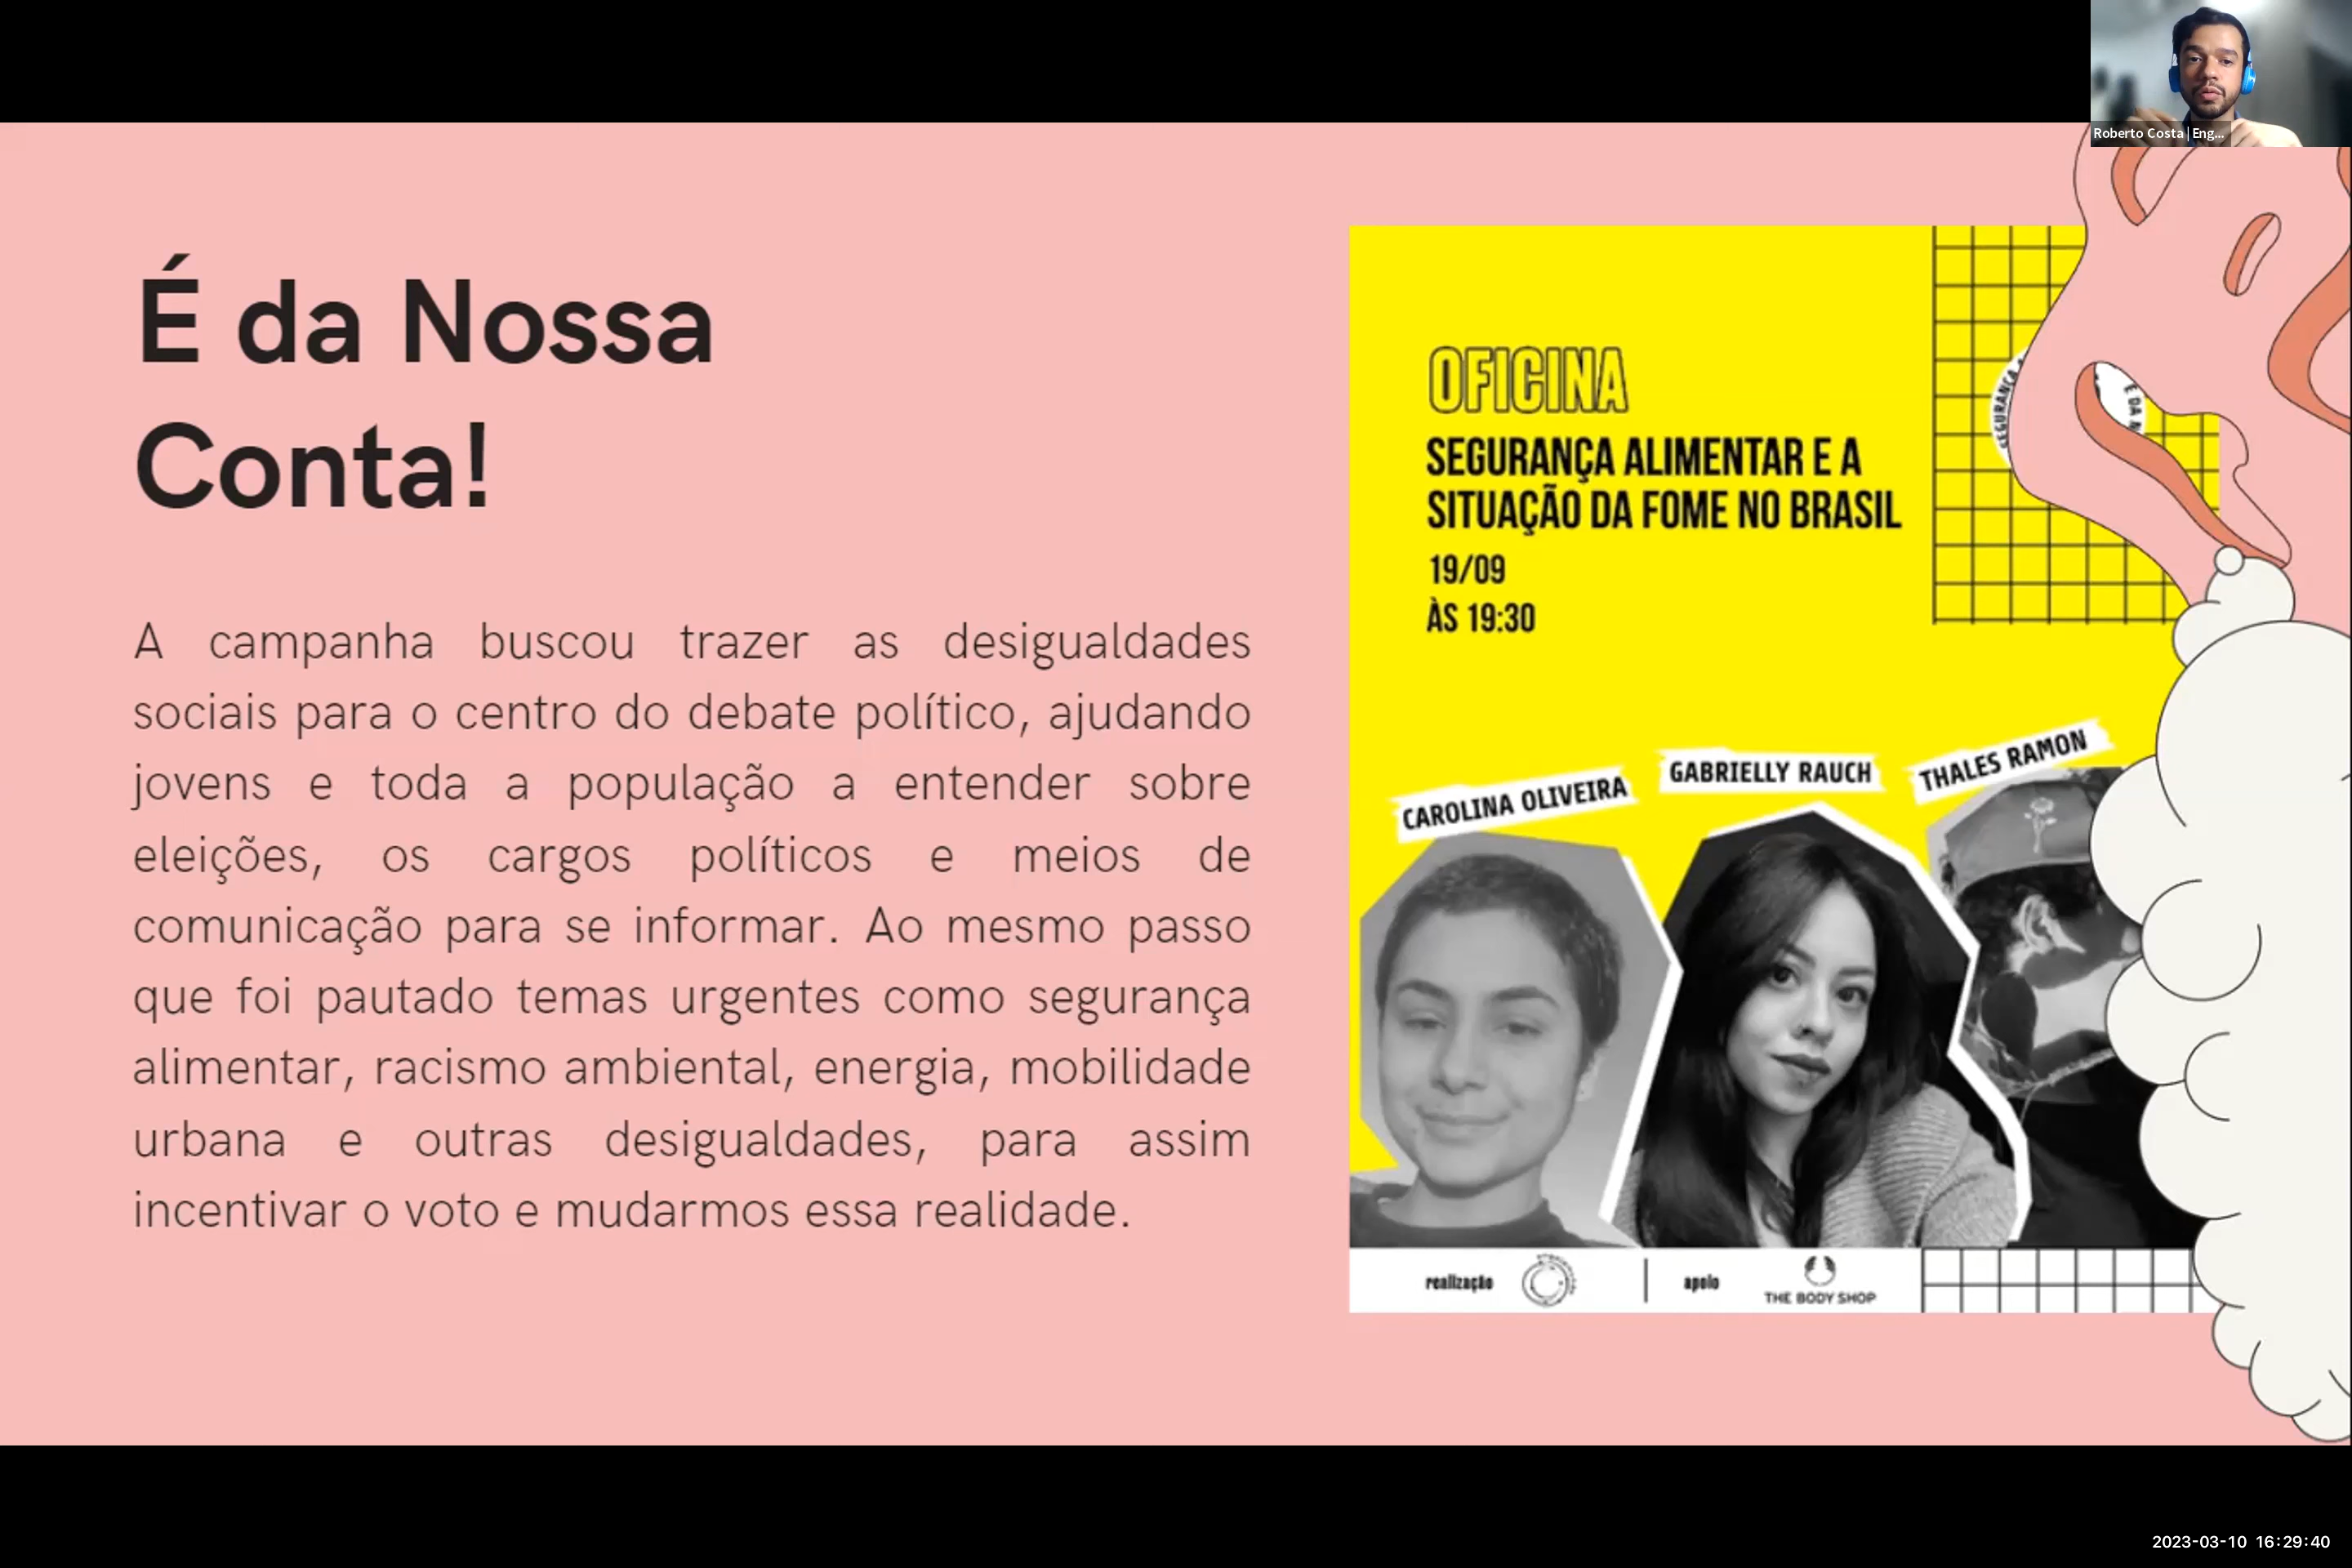 Roberto Costa | Eng...
É da Nossa
Conta!
A campanha buscou trazer as desigualdades
sociais para o centro do debate político, ajudando
jovens e toda a população a entender sobre
eleições, os cargos políticos e meios de
comunicação para se informar. Ao mesmo passo
que foi pautado temas urgentes como segurança
alimentar, racismo ambiental, energia, mobilidade
urbana e outras desigualdades, para assim
incentivar o voto e mudarmos essa realidade.
OFICINA
SEGURANÇA ALIMENTAR E A
SITUAÇÃO DA FOME NO BRASIL
19/09
ÀS 19:30
SEGURANÇA
É DA N
CAROLINA OLIVEIRA
GABRIELLY RAUCH
THALES RAMON
realização
apoio
THE BODY SHOP
2023-03-10 16:29:40